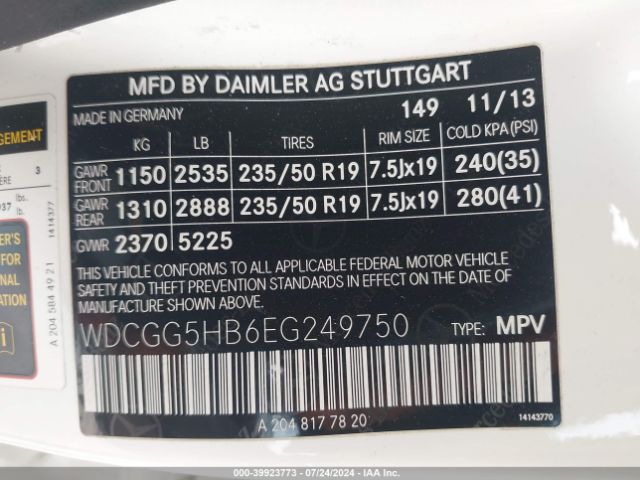 MFD BY DAIMLER AG STUTTGART
MADE IN GERMANY 149 11/13
KG LB TIRES RIM SIZE COLD KPA(PSI)
GAWR FRONT 1150 2535 235/50 R19 7.5Jx19 240(35)
GAWR REAR 1310 2888 235/50 R19 7.5Jx19 280(41)
GVWR 2370 5225
THIS VEHICLE CONFORMS TO ALL APPLICABLE FEDERAL MOTOR VEHICLE
SAFETY AND THEFT PREVENTION STANDARDS IN EFFECT ON THE DATE OF
MANUFACTURE SHOWN ABOVE.
WDCGG5HB6EG249750 TYPE: MPV
A 204 817 78 20 14143770
3
lbs.
lb.
1414377
A 204 584 49 21
000-39923773 - 07/24/2024 - IAA Inc.